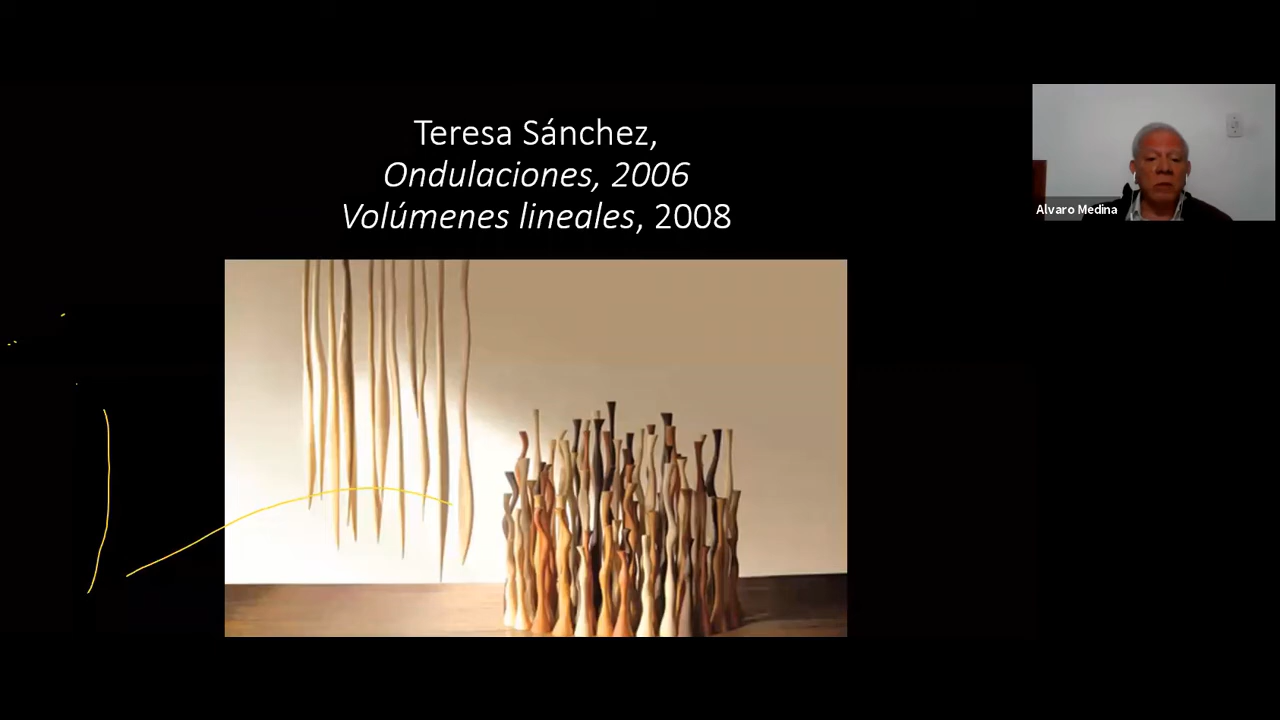 Teresa Sánchez,
Ondulaciones, 2006
Volúmenes lineales, 2008
Alvaro Medina